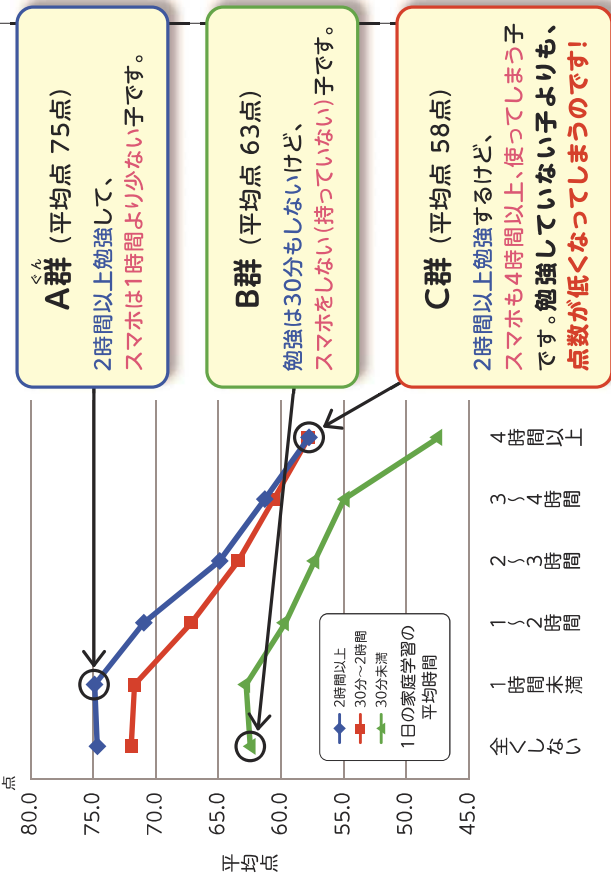 ぐん
A群 (平均点 75点)
2時間以上勉強して、
スマホは1時間より少ない子です。
B群 (平均点 63点)
勉強は30分もしないけど、
スマホをしない(持っていない)子です。
C群 (平均点 58点)
2時間以上勉強するけど、
スマホも4時間以上、使ってしまう子
です。勉強していない子よりも、
点数が低くなってしまうのです!
点
80.0
75.0
70.0
65.0
60.0
55.0
50.0
45.0
平均点
2時間以上
30分~2時間
30分未満
1日の家庭学習の
平均時間
全くしない
1時間未満
1~2時間
2~3時間
3~4時間
4時間以上